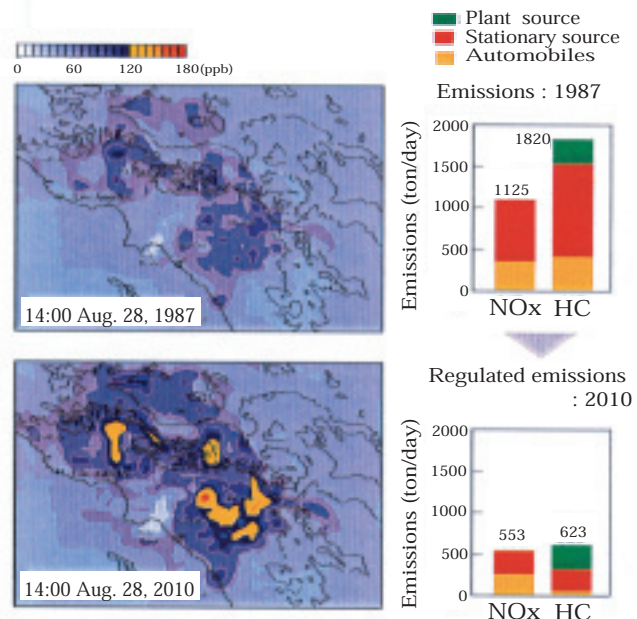 Plant source
Stationary source
Automobiles
0 60 120 180(ppb)
Emissions : 1987
14:00 Aug. 28, 1987
Emissions (ton/day)
2000
1500
1000
500
0
1125
1820
NOx HC
Regulated emissions
: 2010
14:00 Aug. 28, 2010
Emissions (ton/day)
2000
1500
1000
500
0
553
623
NOx HC